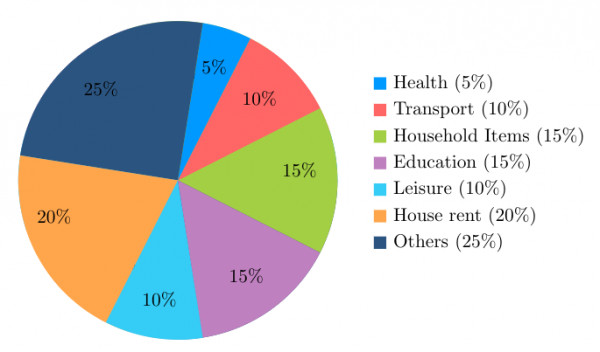 5%
10%
15%
15%
10%
20%
25%
Health (5%)
Transport (10%)
Household Items (15%)
Education (15%)
Leisure (10%)
House rent (20%)
Others (25%)